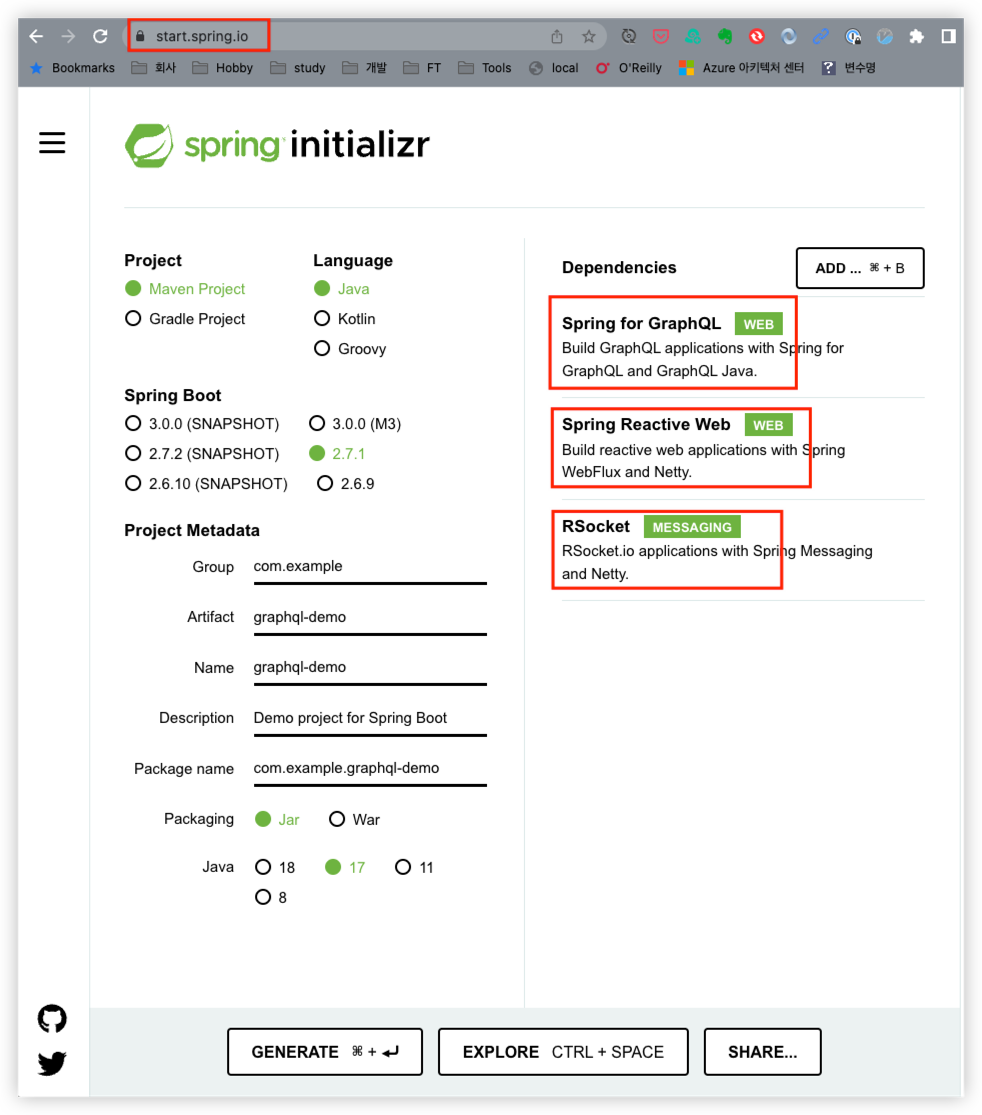 start.spring.io
Bookmarks 회사 Hobby study 개발 FT Tools local O'Reilly Azure 아키텍처 센터 ? 변수명
spring initializr
Project
Maven Project
Gradle Project
Language
Java
Kotlin
Groovy
Spring Boot
3.0.0 (SNAPSHOT) 3.0.0 (M3)
2.7.2 (SNAPSHOT) 2.7.1
2.6.10 (SNAPSHOT) 2.6.9
Project Metadata
Group com.example
Artifact graphql-demo
Name graphql-demo
Description Demo project for Spring Boot
Package name com.example.graphql-demo
Packaging Jar War
Java 18 17 11
8
Dependencies ADD ... ⌘ + B
Spring for GraphQL WEB
Build GraphQL applications with Spring for
GraphQL and GraphQL Java.
Spring Reactive Web WEB
Build reactive web applications with Spring
WebFlux and Netty.
RSocket MESSAGING
RSocket.io applications with Spring Messaging
and Netty.
GENERATE ⌘ + ↵ EXPLORE CTRL + SPACE SHARE...